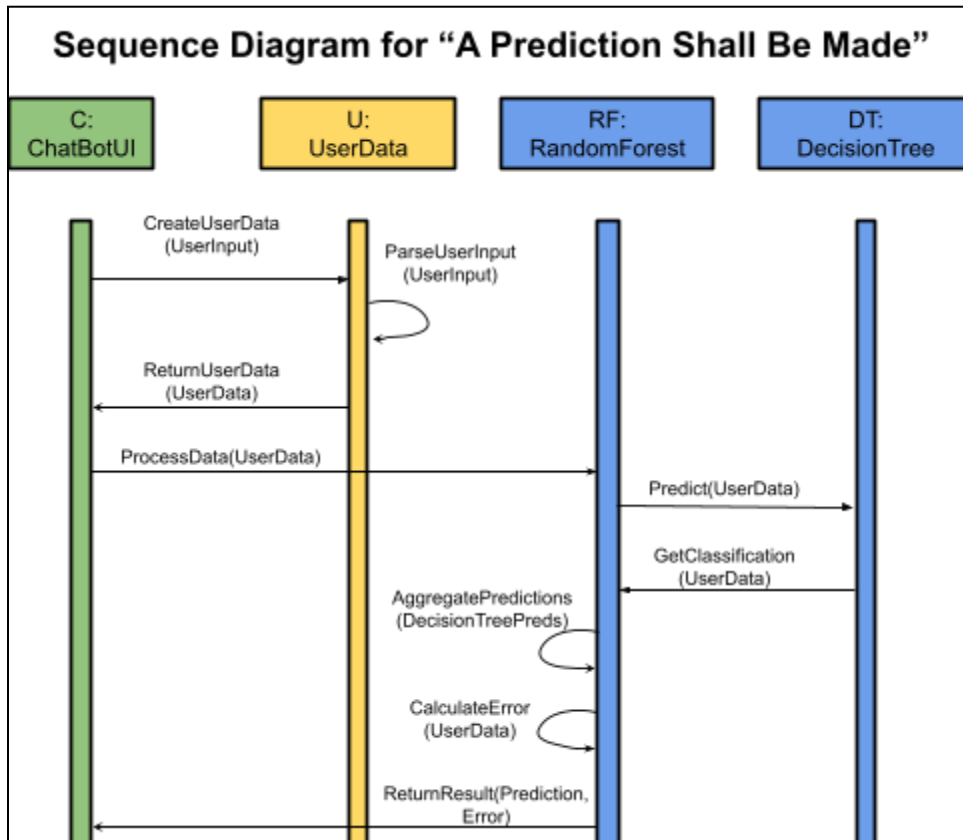 Sequence Diagram for “A Prediction Shall Be Made”
C:
ChatBotUI
U:
UserData
RF:
RandomForest
DT:
DecisionTree
CreateUserData
(UserInput)
ParseUserInput
(UserInput)
ReturnUserData
(UserData)
ProcessData(UserData)
Predict(UserData)
GetClassification
(UserData)
AggregatePredictions
(DecisionTreePreds)
CalculateError
(UserData)
ReturnResult(Prediction,
Error)